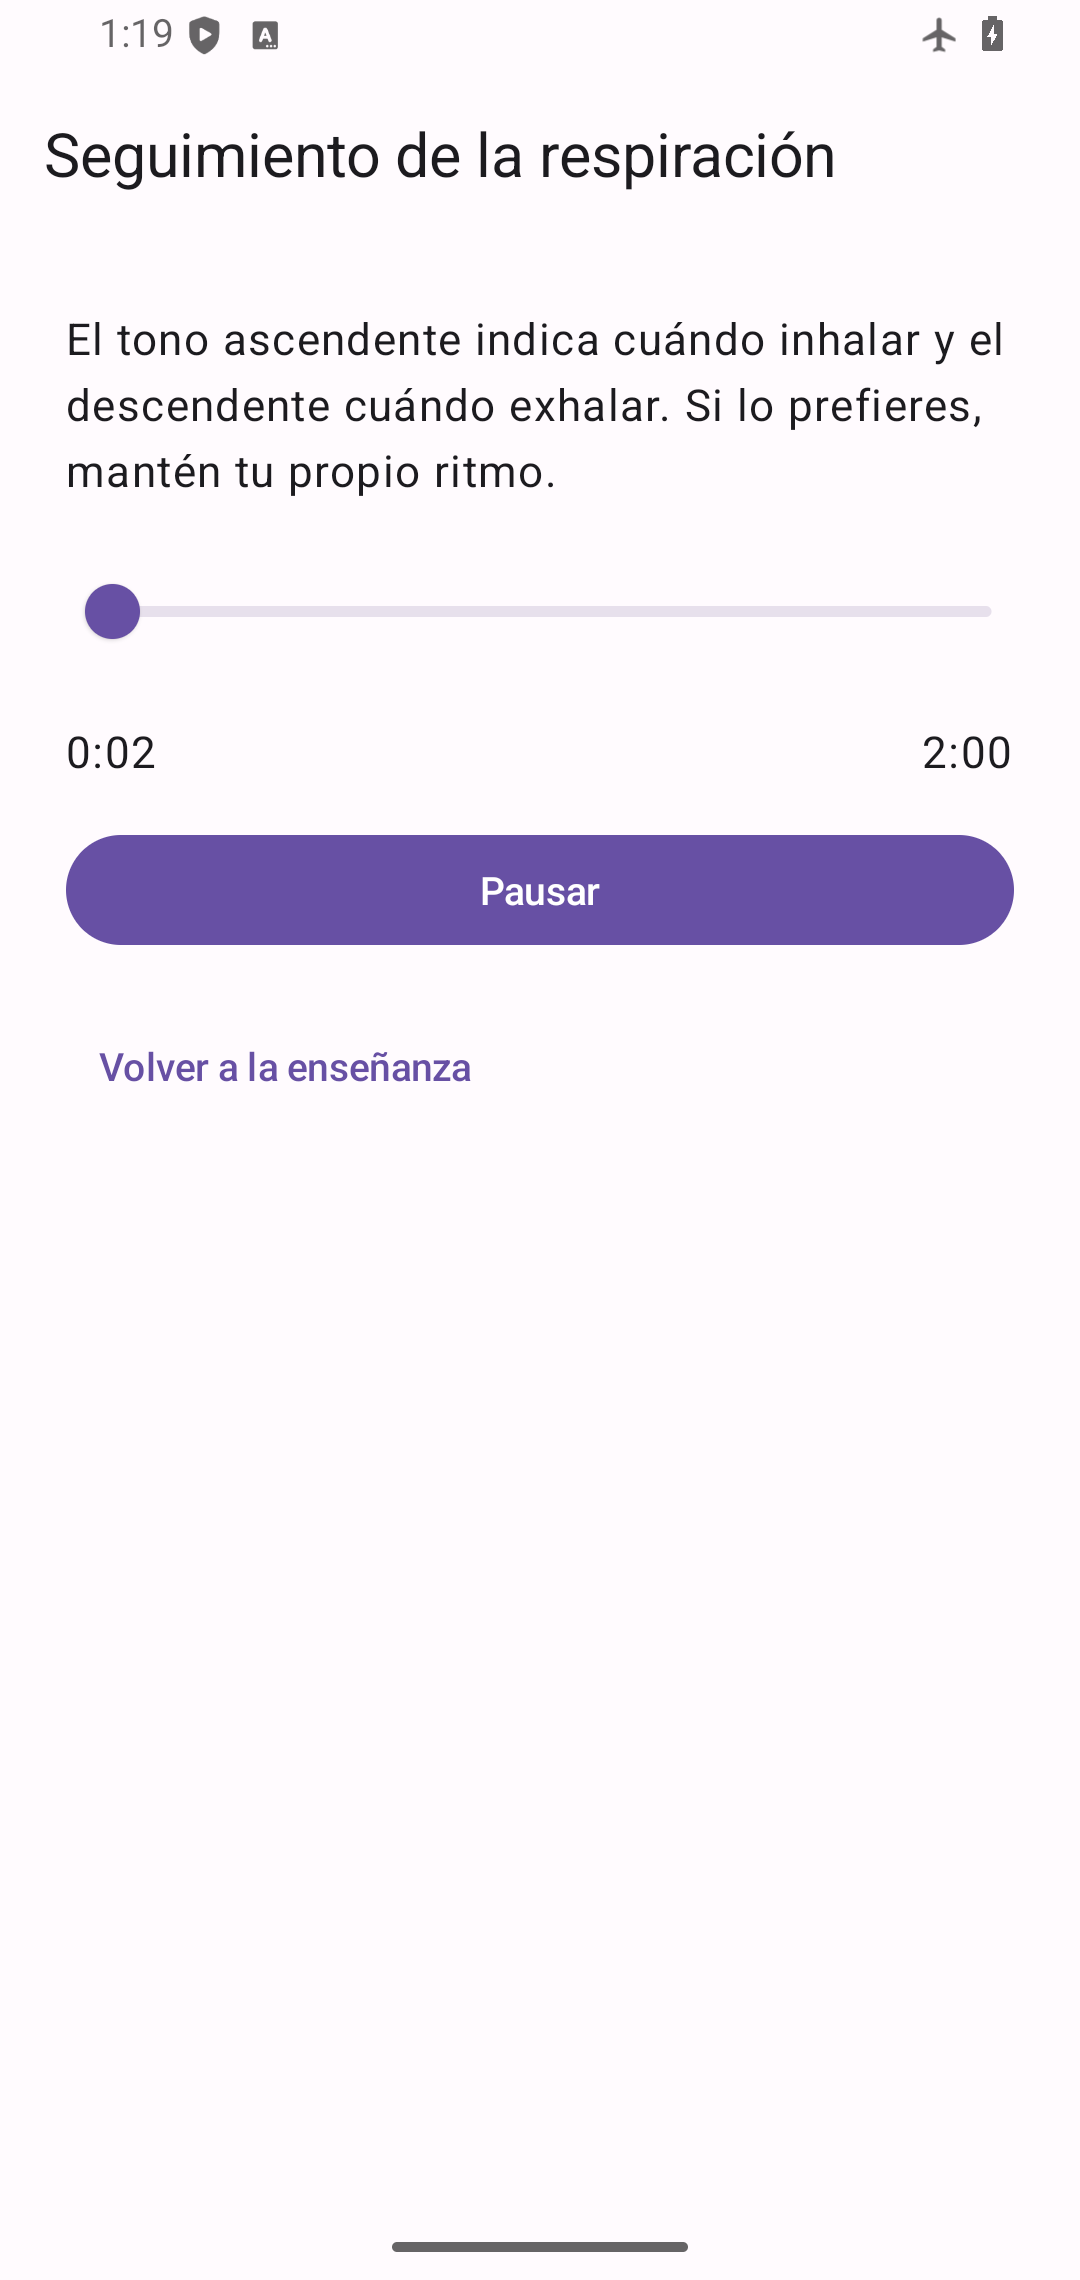 1:19
Seguimiento de la respiración
El tono ascendente indica cuándo inhalar y el
descendente cuándo exhalar. Si lo prefieres,
mantén tu propio ritmo.
0:02
2:00
Pausar
Volver a la enseñanza